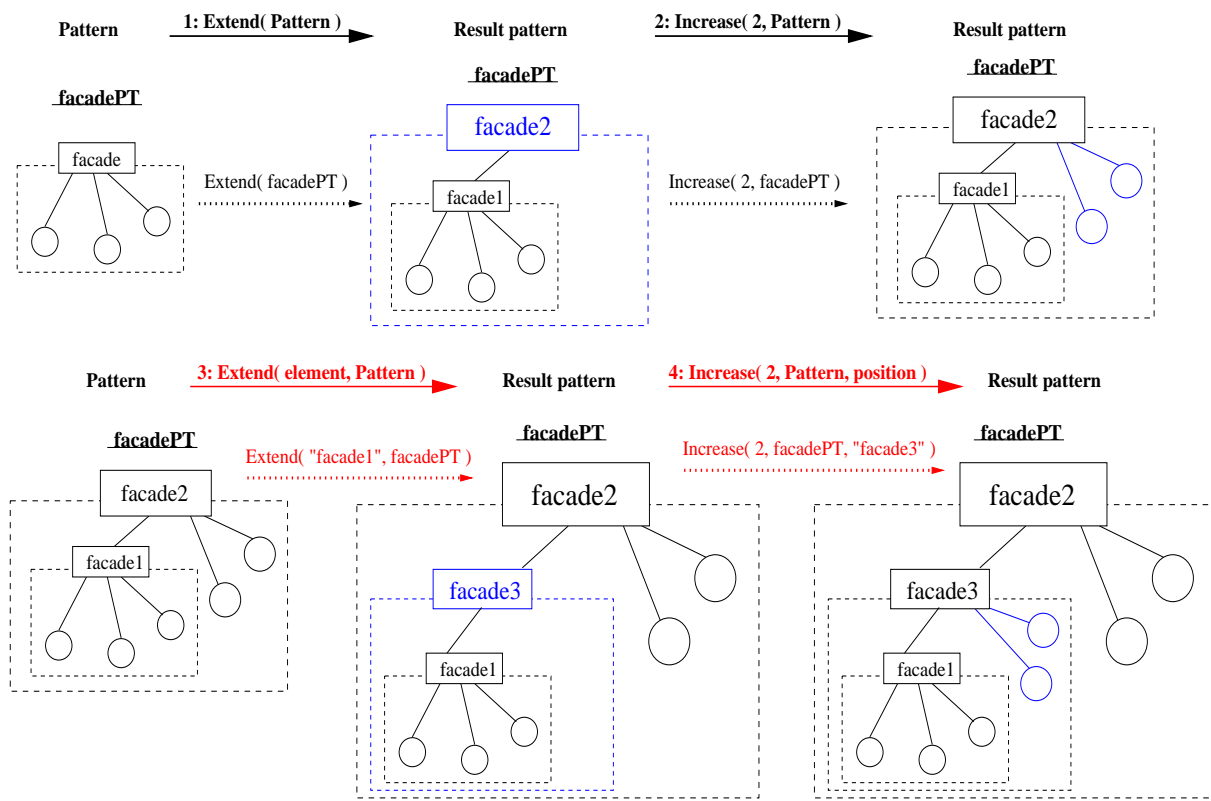 Pattern
1: Extend( Pattern )
Result pattern
2: Increase( 2, Pattern )
Result pattern
facadePT
facadePT
facadePT
facade
Extend( facadePT )
facade2
facade1
Increase( 2, facadePT )
facade2
facade1
Pattern
3: Extend( element, Pattern )
Result pattern
4: Increase( 2, Pattern, position )
Result pattern
facadePT
facadePT
facadePT
Extend( "facade1", facadePT )
Increase( 2, facadePT, "facade3" )
facade2
facade1
facade2
facade3
facade1
facade2
facade3
facade1